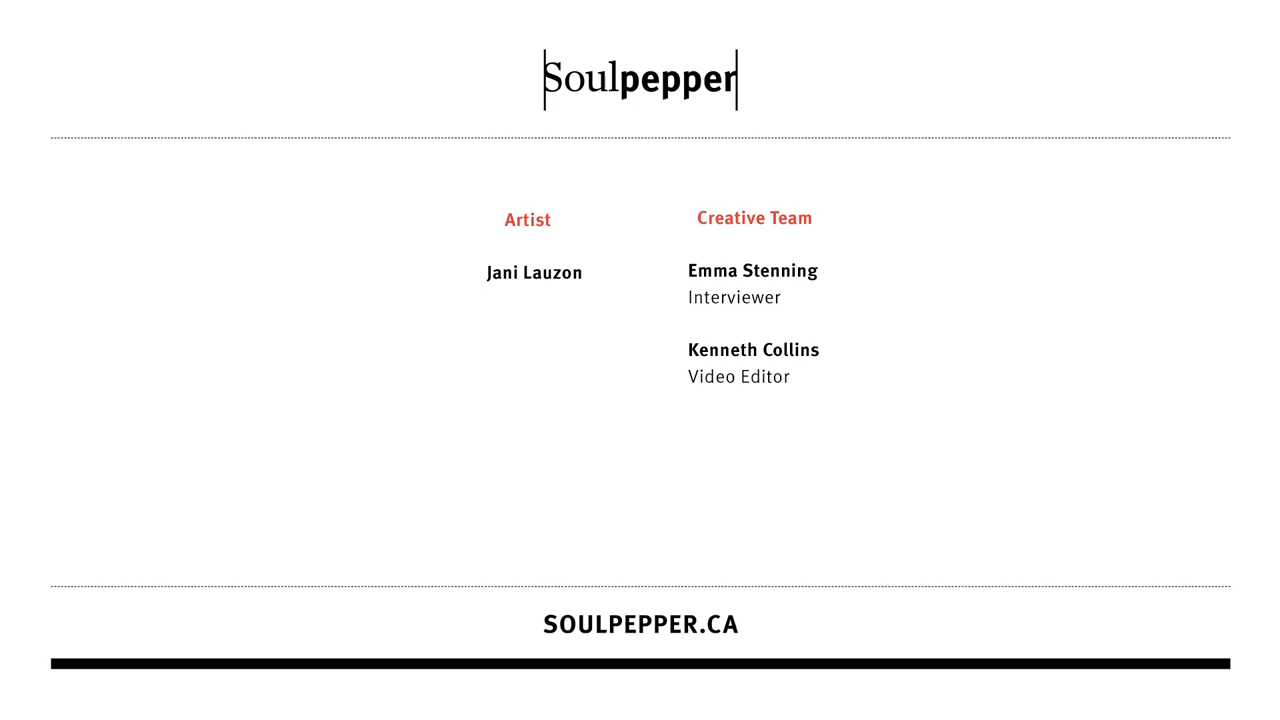 Soulpepper
Artist
Jani Lauzon
Creative Team
Emma Stenning
Interviewer
Kenneth Collins
Video Editor
SOULPEPPER.CA